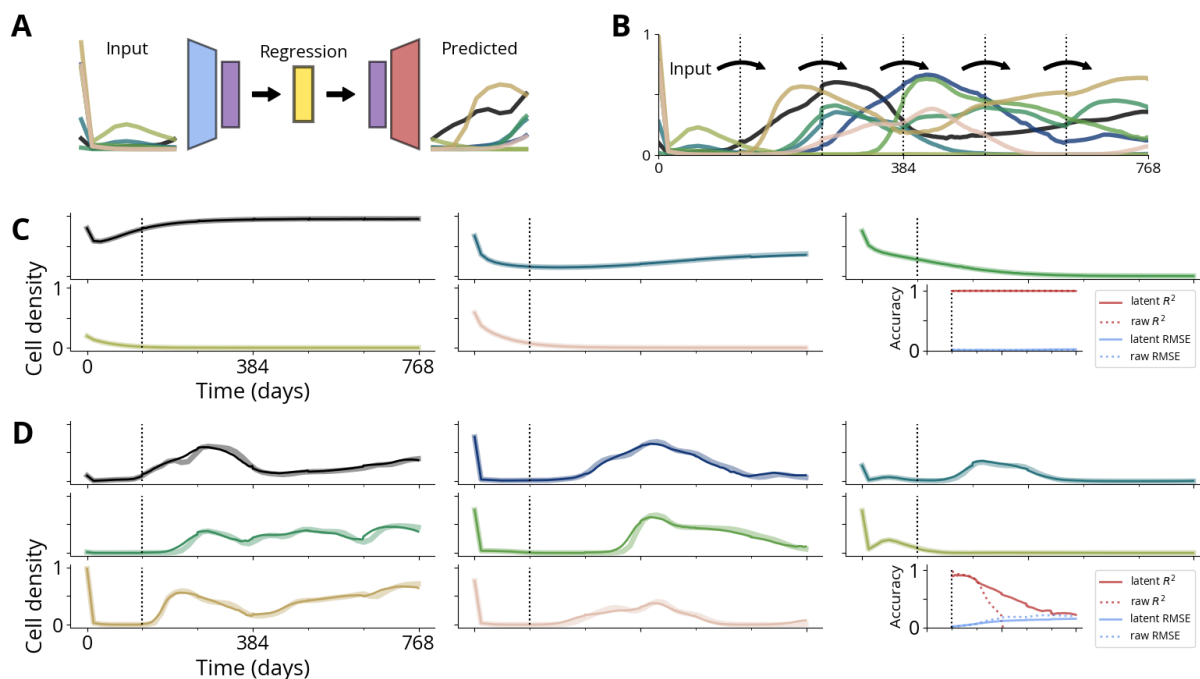 A
Input
Regression
Predicted
B
1
Input
0
0
384
768
C
Cell density
1
0
0
384
768
Time (days)
Accuracy
1
0
latent R²
raw R²
latent RMSE
raw RMSE
D
Cell density
1
0
0
384
768
Time (days)
Accuracy
1
0
latent R²
raw R²
latent RMSE
raw RMSE